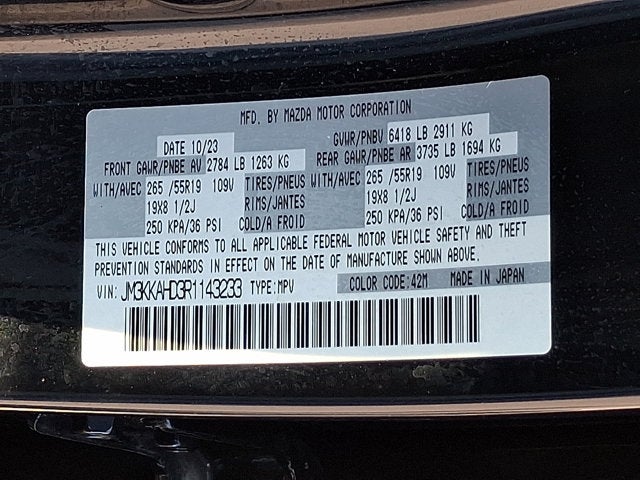 MFD. BY MAZDA MOTOR CORPORATION
DATE 10/23 GVWR/PNBV 6418 LB 2911 KG
FRONT GAWR/PNBE AV 2784 LB 1263 KG REAR GAWR/PNBE AR 3735 LB 1694 KG
WITH/AVEC 265 /55R19 109V TIRES/PNEUS WITH/AVEC 265 /55R19 109V TIRES/PNEUS
19X8 1/2J RIMS/JANTES 19X8 1/2J RIMS/JANTES
250 KPA/36 PSI COLD/A FROID 250 KPA/36 PSI COLD/A FROID
THIS VEHICLE CONFORMS TO ALL APPLICABLE FEDERAL MOTOR VEHICLE SAFETY AND THEFT
PREVENTION STANDARDS IN EFFECT ON THE DATE OF MANUFACTURE SHOWN ABOVE.
VIN: JM3KKAHD3R1143233 TYPE: MPV COLOR CODE: 42M MADE IN JAPAN